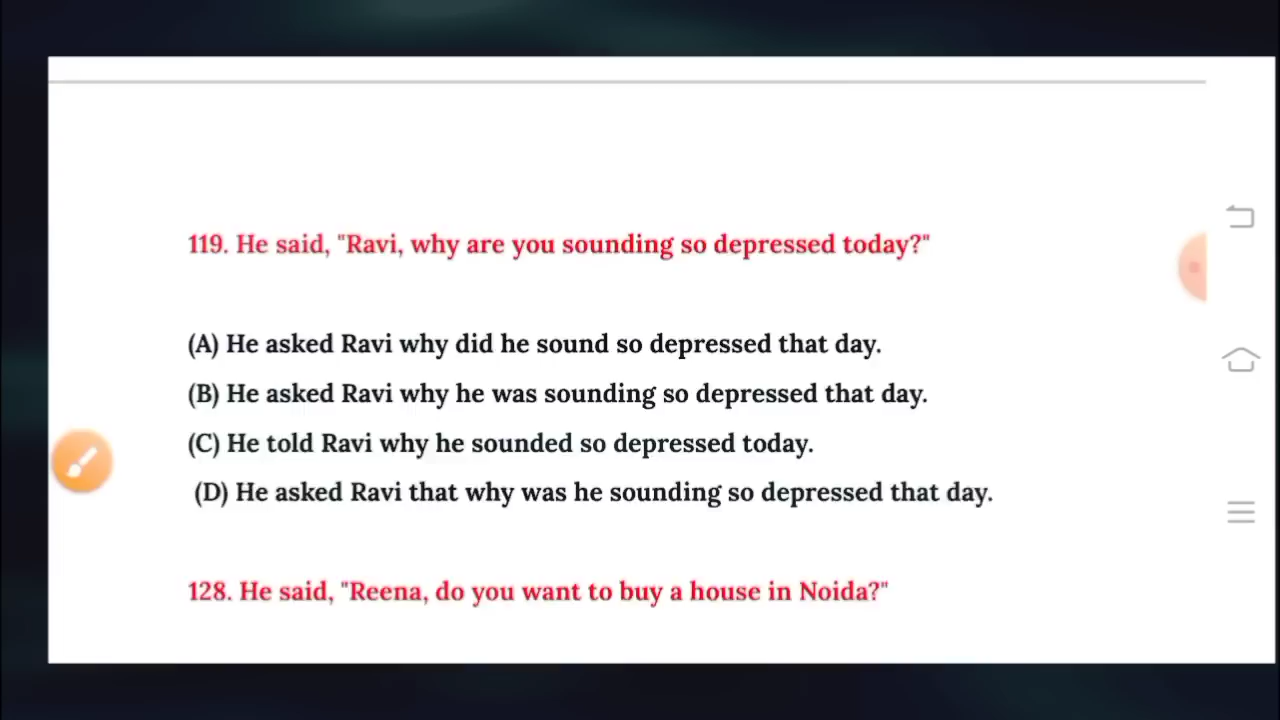 119. He said, "Ravi, why are you sounding so depressed today?"
(A) He asked Ravi why did he sound so depressed that day.
(B) He asked Ravi why he was sounding so depressed that day.
(C) He told Ravi why he sounded so depressed today.
(D) He asked Ravi that why was he sounding so depressed that day.
128. He said, "Reena, do you want to buy a house in Noida?"